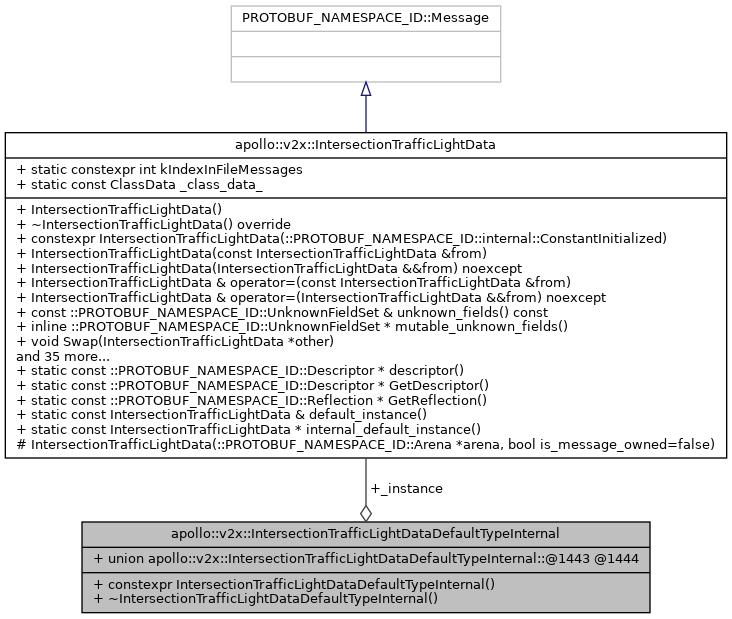 PROTOBUF_NAMESPACE_ID::Message
apollo::v2x::IntersectionTrafficLightData
+ static constexpr int kIndexInFileMessages
+ static const ClassData _class_data_
+ IntersectionTrafficLightData()
+ ~IntersectionTrafficLightData() override
+ constexpr IntersectionTrafficLightData(::PROTOBUF_NAMESPACE_ID::internal::ConstantInitialized)
+ IntersectionTrafficLightData(const IntersectionTrafficLightData &from)
+ IntersectionTrafficLightData(IntersectionTrafficLightData &&from) noexcept
+ IntersectionTrafficLightData & operator=(const IntersectionTrafficLightData &from)
+ IntersectionTrafficLightData & operator=(IntersectionTrafficLightData &&from) noexcept
+ const ::PROTOBUF_NAMESPACE_ID::UnknownFieldSet & unknown_fields() const
+ inline ::PROTOBUF_NAMESPACE_ID::UnknownFieldSet * mutable_unknown_fields()
+ void Swap(IntersectionTrafficLightData *other)
and 35 more...
+ static const ::PROTOBUF_NAMESPACE_ID::Descriptor * descriptor()
+ static const ::PROTOBUF_NAMESPACE_ID::Descriptor * GetDescriptor()
+ static const ::PROTOBUF_NAMESPACE_ID::Reflection * GetReflection()
+ static const IntersectionTrafficLightData & default_instance()
+ static const IntersectionTrafficLightData * internal_default_instance()
# IntersectionTrafficLightData(::PROTOBUF_NAMESPACE_ID::Arena *arena, bool is_message_owned=false)
+_instance
apollo::v2x::IntersectionTrafficLightDataDefaultTypeInternal
+ union apollo::v2x::IntersectionTrafficLightDataDefaultTypeInternal::@1443 @1444
+ constexpr IntersectionTrafficLightDataDefaultTypeInternal()
+ ~IntersectionTrafficLightDataDefaultTypeInternal()